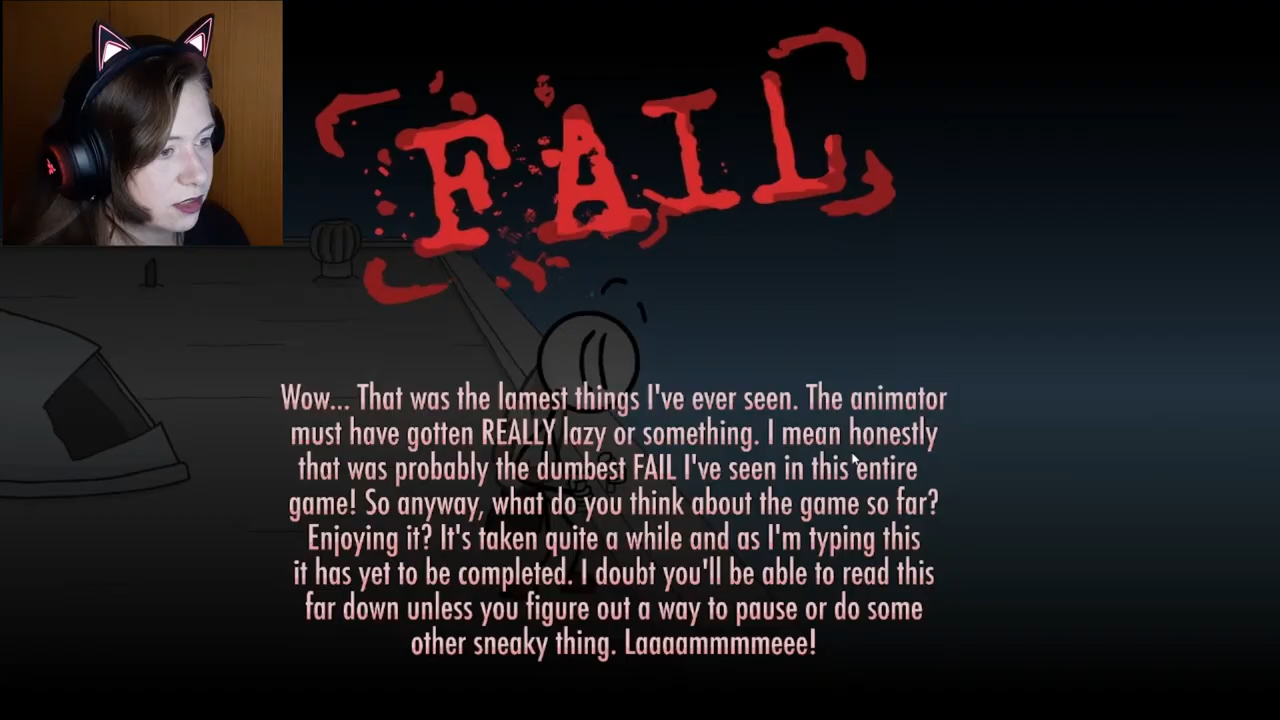 FAIL
Wow... That was the lamest things I've ever seen. The animator
must have gotten REALLY lazy or something. I mean honestly
that was probably the dumbest FAIL I've seen in this entire
game! So anyway, what do you think about the game so far?
Enjoying it? It's taken quite a while and as I'm typing this
it has yet to be completed. I doubt you'll be able to read this
far down unless you figure out a way to pause or do some
other sneaky thing. Laaaammmmeee!